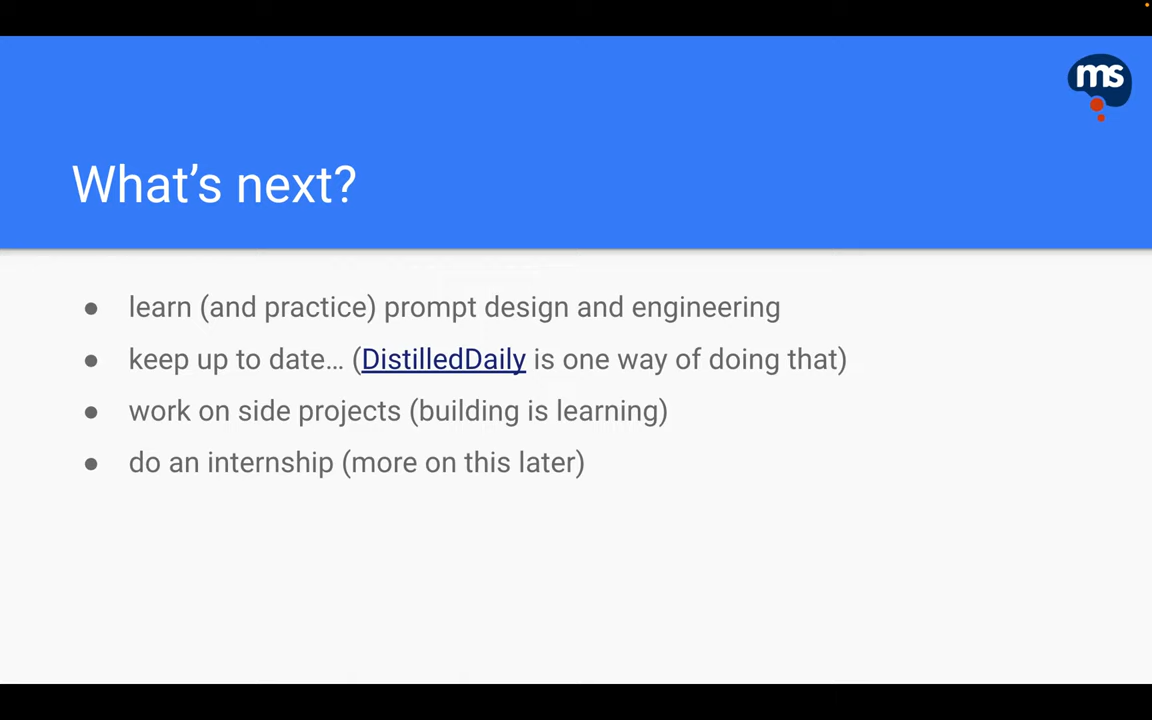 ms
What's next?
● learn (and practice) prompt design and engineering
● keep up to date... (DistilledDaily is one way of doing that)
● work on side projects (building is learning)
● do an internship (more on this later)